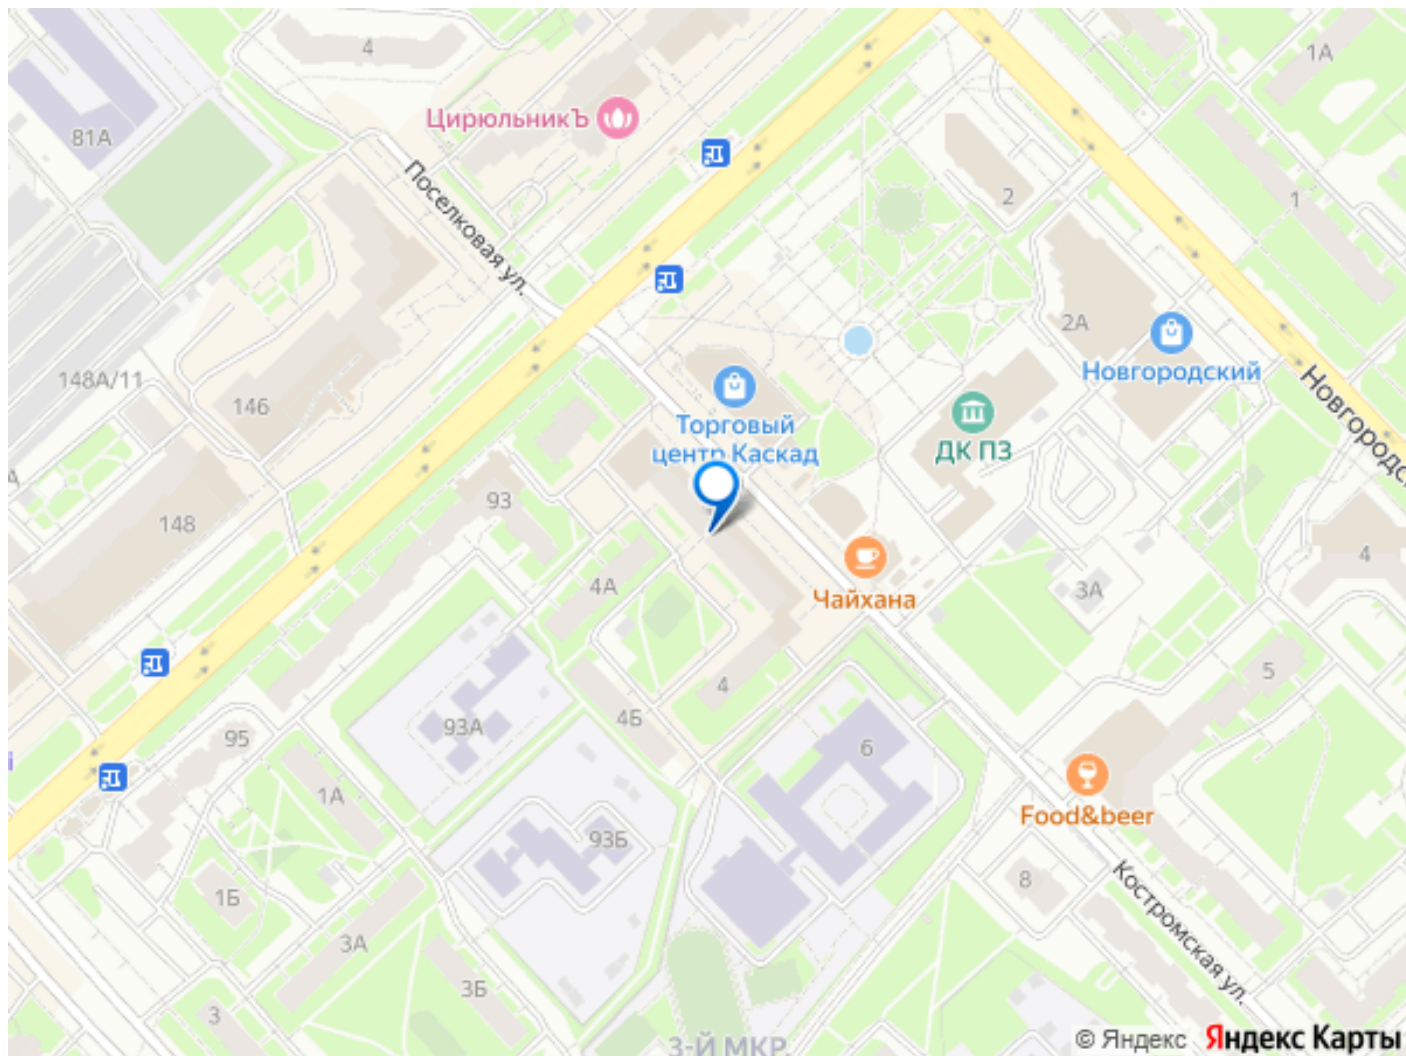 4
1А
ЦирюльникЪ
81А
Поселковая ул.
2
1
2А
Новгородский
148А/11
146
Торговый
центр Каскад
ДК ПЗ
Новгородс
93
148
4
4А
3А
Чайхана
5
4
4Б
93А
95
6
1А
Food&beer
93Б
8
1Б
Костромская ул.
3А
3Б
3
3-Й МКР.
© Яндекс
Яндекс Карты